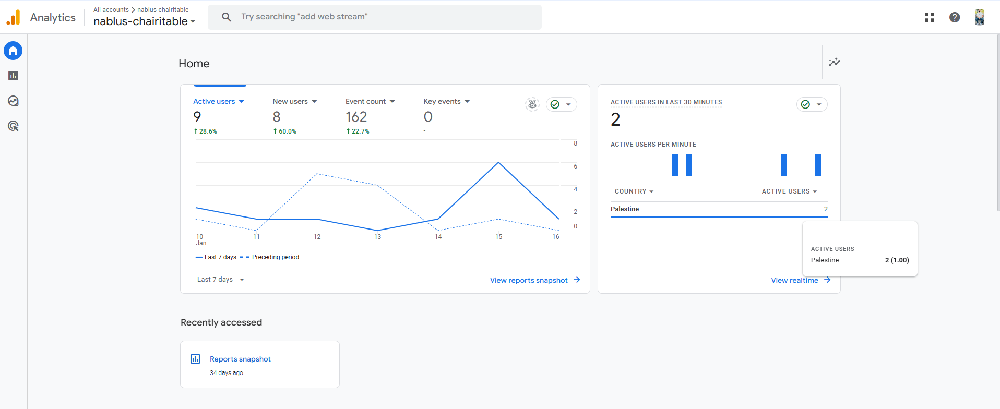 Analytics
All accounts > nablus-chairitable
nablus-chairitable
Try searching "add web stream"
Home
Active users
9
28.6%
New users
8
60.0%
Event count
162
22.7%
Key events
0
-
8
6
4
2
0
10
Jan
11
12
13
14
15
16
Last 7 days
Preceding period
Last 7 days
View reports snapshot
ACTIVE USERS IN LAST 30 MINUTES
2
ACTIVE USERS PER MINUTE
COUNTRY
ACTIVE USERS
Palestine 2
ACTIVE USERS
Palestine 2 (1.00)
View realtime
Recently accessed
Reports snapshot
34 days ago